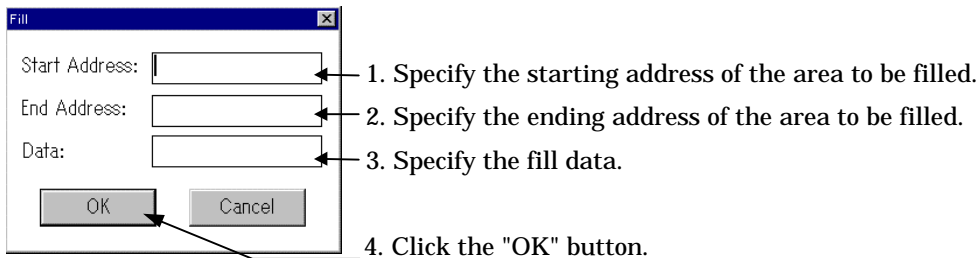 Fill
Start Address:
1. Specify the starting address of the area to be filled.
End Address:
2. Specify the ending address of the area to be filled.
Data:
3. Specify the fill data.
OK
Cancel
4. Click the "OK" button.